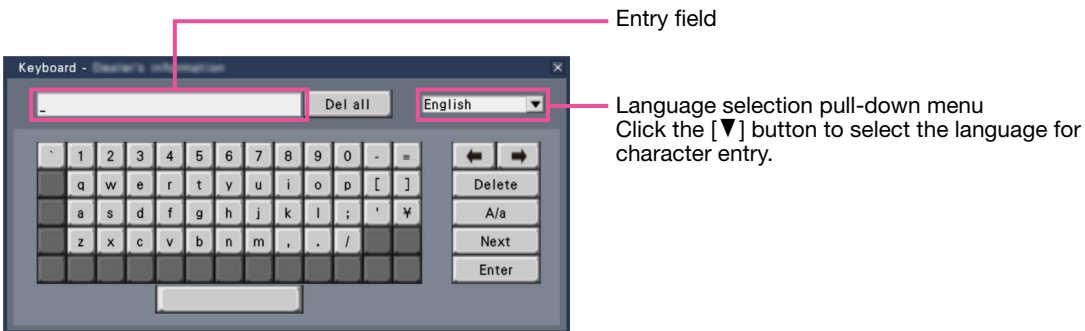 Entry field
Keyboard -
_
Del all
English ▼
Language selection pull-down menu
Click the [▼] button to select the language for
character entry.
` 1 2 3 4 5 6 7 8 9 0 - = ← →
q w e r t y u i o p [ ] Delete
a s d f g h j k l ; ' ¥ A/a
z x c v b n m , . / Next
Enter